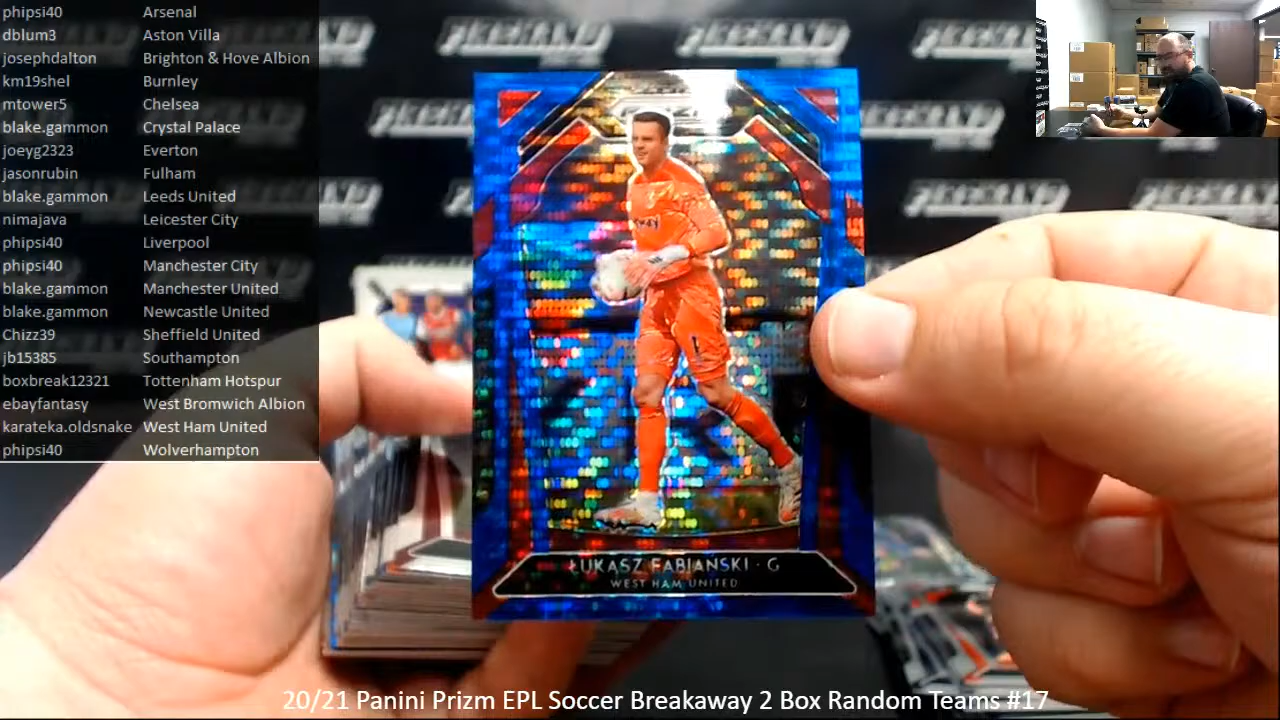 phipsi40 Arsenal
dblum3 Aston Villa
josephdalton Brighton & Hove Albion
km19shel Burnley
mtower5 Chelsea
blake.gammon Crystal Palace
joeyg2323 Everton
jasonrubin Fulham
blake.gammon Leeds United
nimajava Leicester City
phipsi40 Liverpool
phipsi40 Manchester City
blake.gammon Manchester United
blake.gammon Newcastle United
Chizz39 Sheffield United
jb15385 Southampton
boxbreak12321 Tottenham Hotspur
ebayfantasy West Bromwich Albion
karateka.oldsnake West Ham United
phipsi40 Wolverhampton
1
ŁUKASZ FABIANSKI · G
WEST HAM UNITED
20/21 Panini Prizm EPL Soccer Breakaway 2 Box Random Teams #17